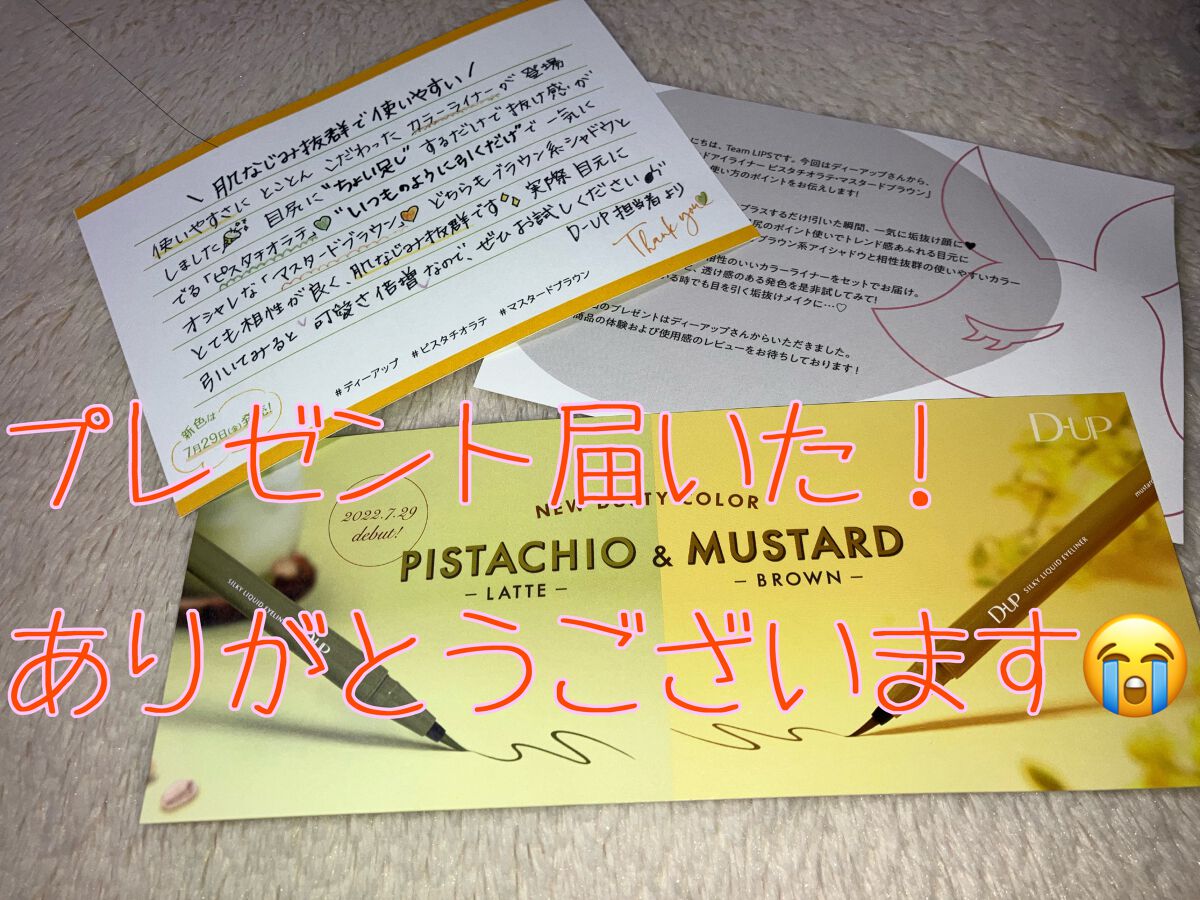 \ 肌なじみ抜群で使いやすい /
使いやすさに とことん こだわった カラーライナーが 登場
しました 目尻に"ちょい足し"するだけで 抜け感が
でる「ピスタチオラテ」"いつものように引くだけ"で 一気に
オシャレな「マスタードブラウン」どちらもブラウン系シャドウと
とても相性が良く、肌なじみ抜群です 実際 目元に
引いてみると 可愛さ倍増なので、ぜひお試しください♪
D-UP 担当者より
Thank you
#ディーアップ #ピスタチオラテ #マスタードブラウン
新色は
7月29日(金)発売!
にちは、Team LIPSです。今回はディーアップさんから、
ドアイライナー ピスタチオラテ・マスタードブラウン」
使い方のポイントをお伝えします!
プラスするだけ!引いた瞬間、一気に垢抜け顔に♥
尻のポイント使いでトレンド感あふれる目元に
ブラウン系アイシャドウと相性抜群の使いやすいカラー
相性のいいカラーライナーをセットでお届け。
、透け感のある発色を是非試してみて!
る時でも目を引く垢抜けメイクに…♡
のプレゼントはディーアップさんからいただきました。
商品の体験および使用感のレビューをお待ちしております!
プレゼント届いた!
D-UP
2022.7.29
debut!
NEW DUSTY COLOR
PISTACHIO & MUSTARD
– LATTE –
– BROWN –
SILKY LIQUID EYELINER
D-UP
D-UP SILKY LIQUID EYELINER
mustar
ありがとうございます😭